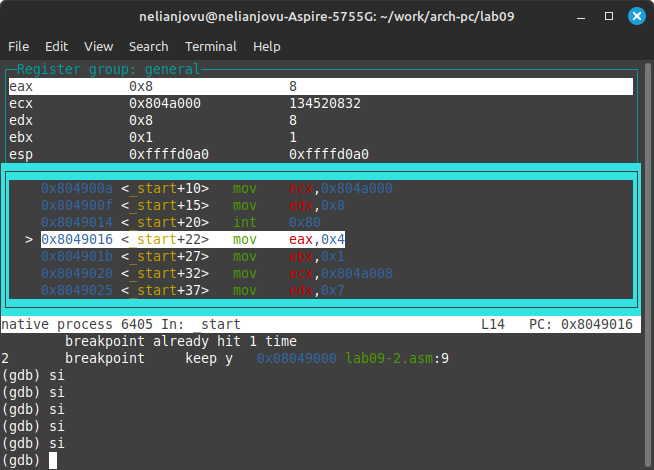 nelianjovu@nelianjovu-Aspire-5755G: ~/work/arch-pc/lab09
File Edit View Search Terminal Help
Register group: general
eax 0x8 8
ecx 0x804a000 134520832
edx 0x8 8
ebx 0x1 1
esp 0xffffd0a0 0xffffd0a0
0x804900a <_start+10> mov ecx,0x804a000
0x804900f <_start+15> mov edx,0x8
0x8049014 <_start+20> int 0x80
> 0x8049016 <_start+22> mov eax,0x4
0x804901b <_start+27> mov ebx,0x1
0x8049020 <_start+32> mov ecx,0x804a008
0x8049025 <_start+37> mov edx,0x7
native process 6405 In: _start L14 PC: 0x8049016
breakpoint already hit 1 time
2 breakpoint keep y 0x08049000 lab09-2.asm:9
(gdb) si
(gdb) si
(gdb) si
(gdb) si
(gdb) si
(gdb)